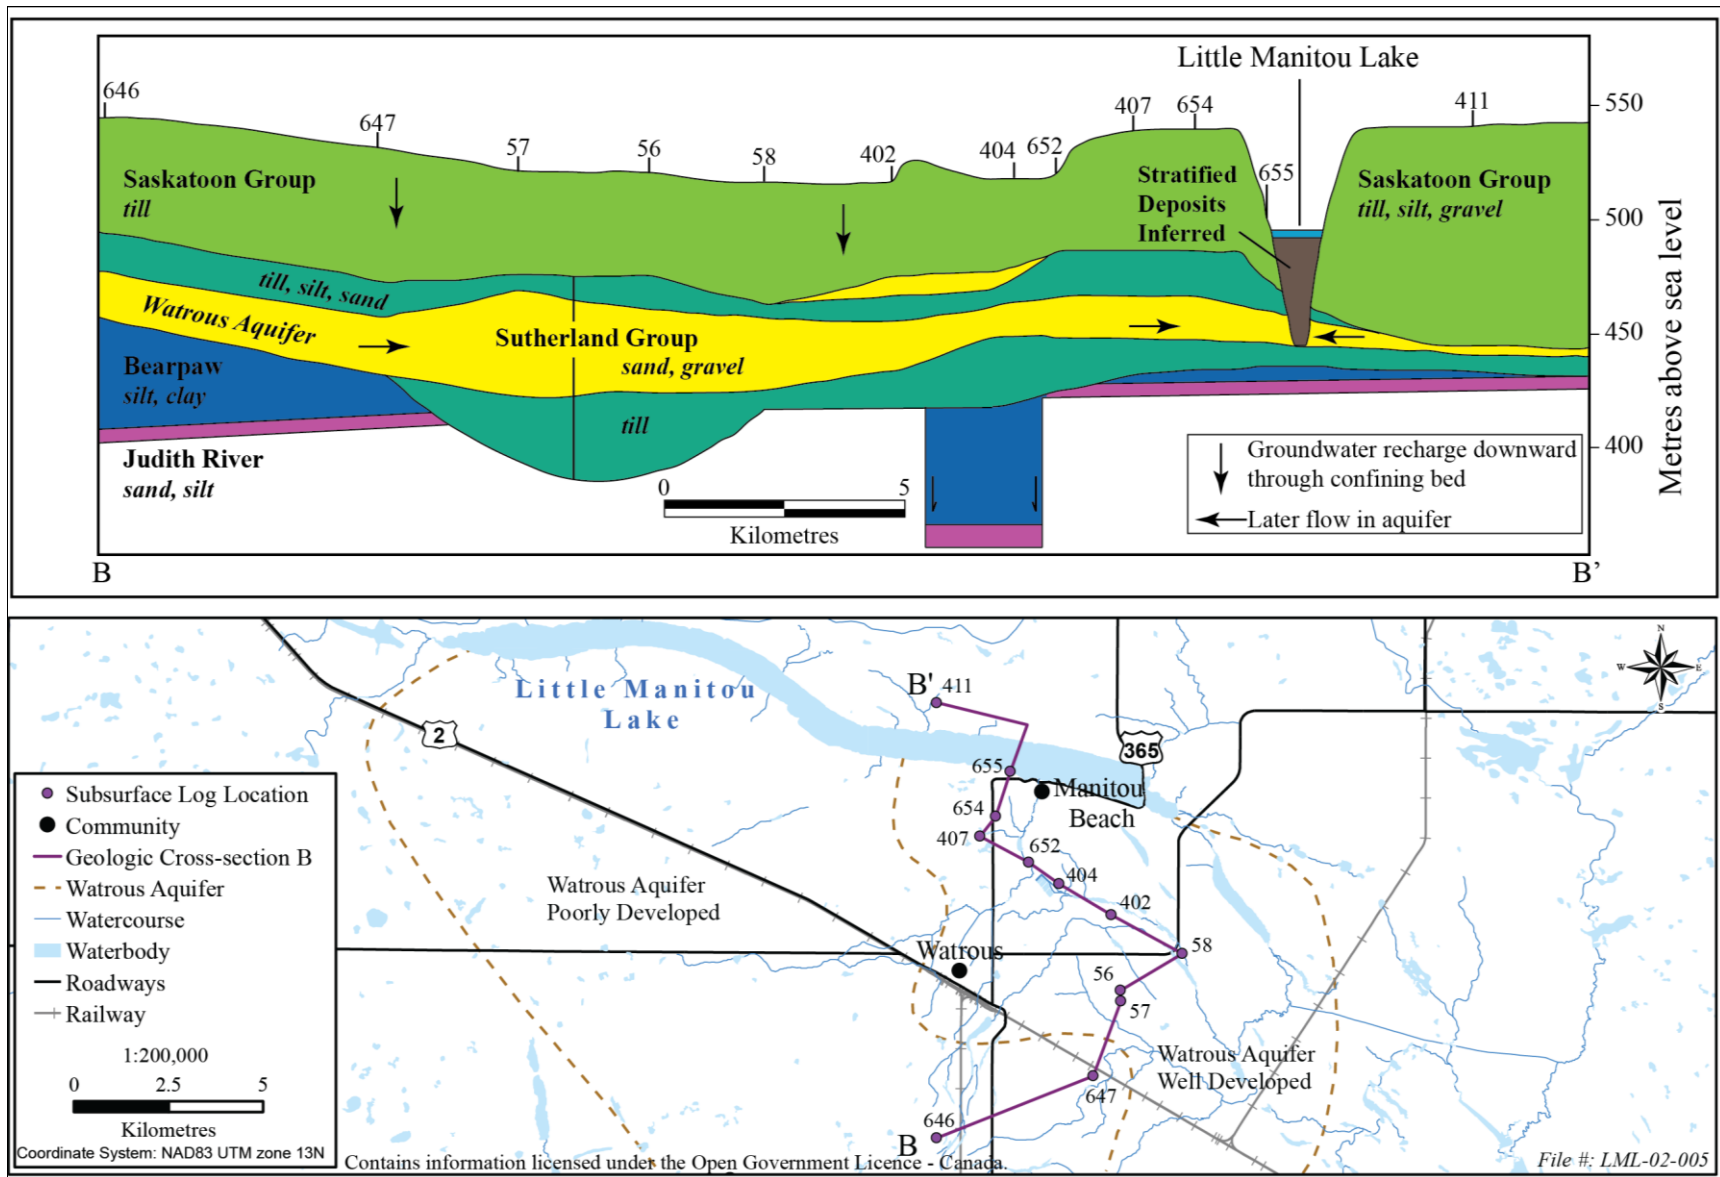 Little Manitou Lake
646
647
57
56
58
402
404
652
407
654
655
411
550
500
450
400
Metres above sea level
Saskatoon Group
till
Stratified
Deposits
Inferred
Saskatoon Group
till, silt, gravel
till, silt, sand
Watrous Aquifer
Sutherland Group
sand, gravel
Bearpaw
silt, clay
till
Judith River
sand, silt
0 5
Kilometres
Groundwater recharge downward
through confining bed
Later flow in aquifer
B
B’
Little Manitou
Lake
2
365
B'
411
655
Manitou
Beach
654
407
652
404
402
58
Watrous
56
57
647
646
B
Watrous Aquifer
Poorly Developed
Watrous Aquifer
Well Developed
N
W
E
S
Subsurface Log Location
Community
Geologic Cross-section B
Watrous Aquifer
Watercourse
Waterbody
Roadways
Railway
1:200,000
0 2.5 5
Kilometres
Coordinate System: NAD83 UTM zone 13N
Contains information licensed under the Open Government Licence - Canada.
File #: LML-02-005